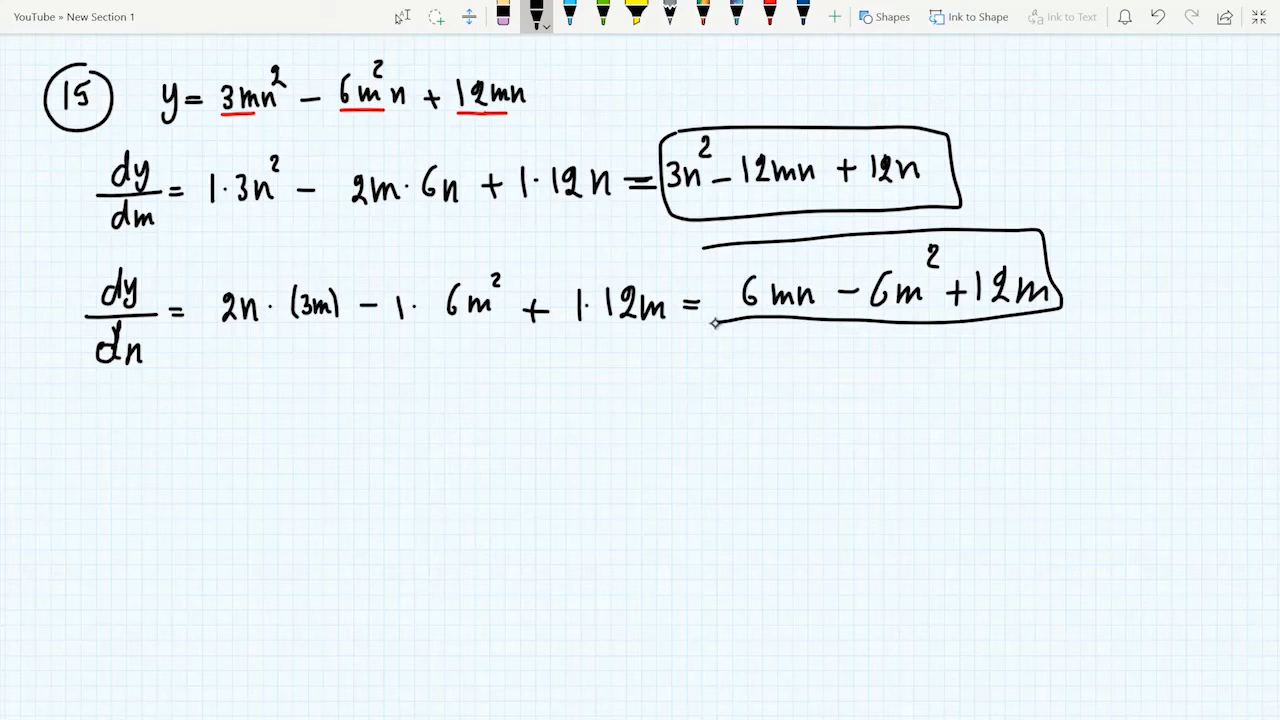 YouTube » New Section 1
Shapes Ink to Shape Ink to Text
15 y = 3mn² − 6m²n + 12mn
dy/dm = 1·3n² − 2m·6n + 1·12n = 3n² − 12mn + 12n
dy/dn = 2n·(3m) − 1·6m² + 1·12m = 6mn − 6m² + 12m